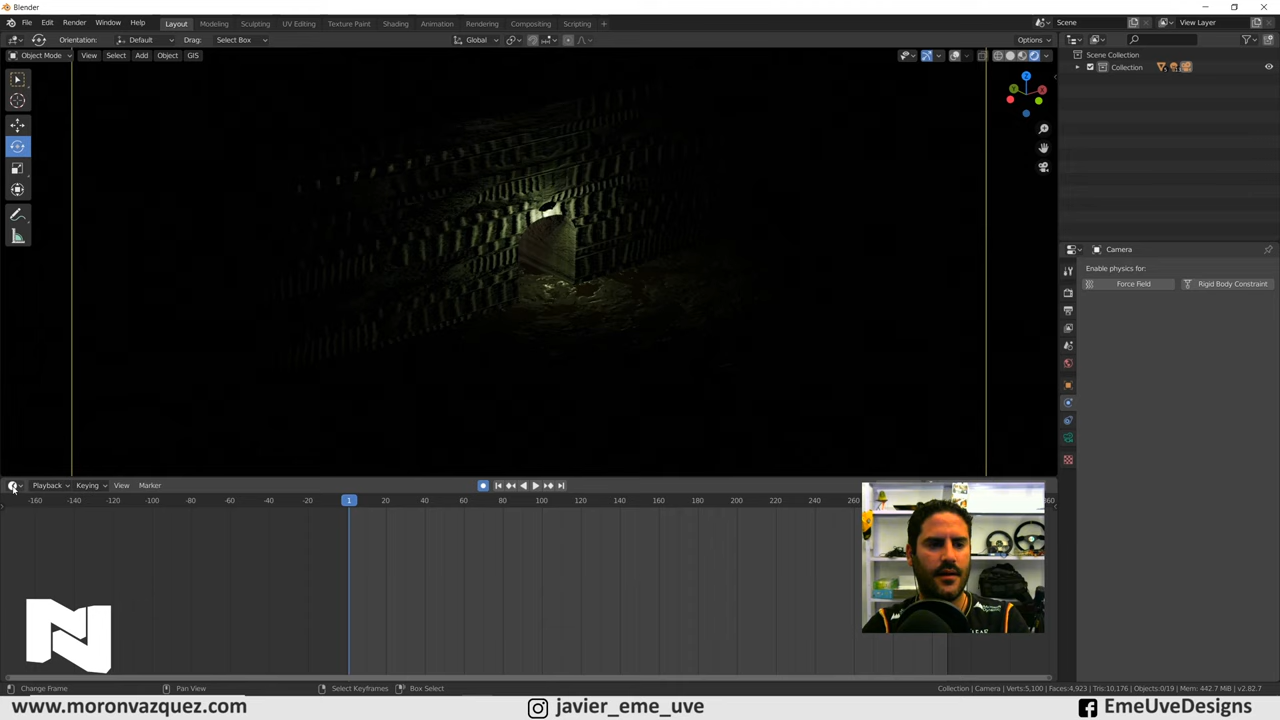 Blender
File Edit Render Window Help Layout Modeling Sculpting UV Editing Texture Paint Shading Animation Rendering Compositing Scripting + Scene View Layer
Orientation: Default Drag: Select Box Global Options
Object Mode View Select Add Object GIS
Scene Collection
Collection
Z
Y
X
Camera
Enable physics for:
Force Field Rigid Body Constraint
Playback Keying View Marker
-160 -140 -120 -100 -80 -60 -40 -20 1 20 40 60 80 100 120 140 160 180 200 220 240 260
N
Change Frame Pan View Select Keyframes Box Select Collection | Camera | Verts:5,100 | Faces:4,923 | Tris:10,176 | Objects:0/19 | Mem: 442.7 MiB | v2.82.7
www.moronvazquez.com javier_eme_uve EmeUveDesigns